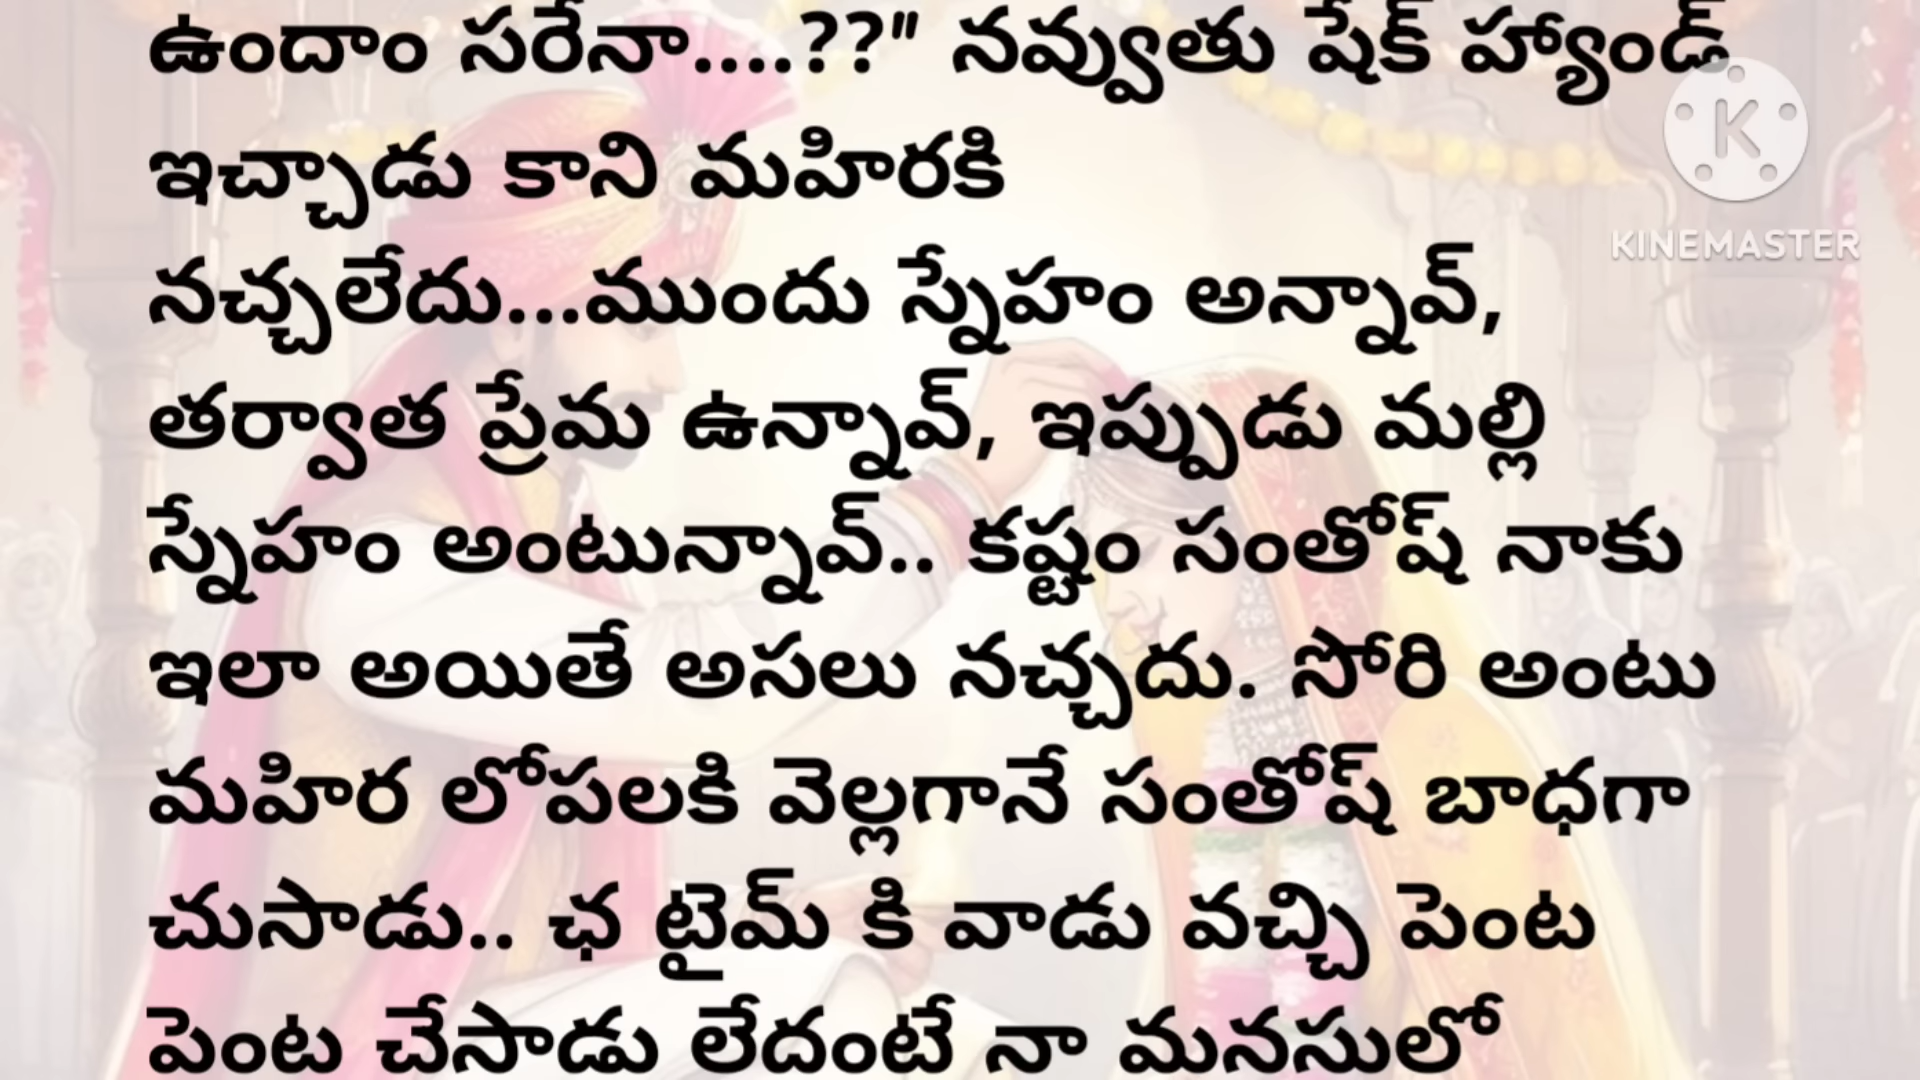 ఉందాం సరేనా....??" నవ్వుతు షేక్ హ్యాండ్
ఇచ్చాడు కాని మహిరకి
నచ్చలేదు...ముందు స్నేహం అన్నావ్,
తర్వాత ప్రేమ ఉన్నావ్, ఇప్పుడు మల్లి
స్నేహం అంటున్నావ్.. కష్టం సంతోష్ నాకు
ఇలా అయితే అసలు నచ్చదు. సోరి అంటు
మహిర లోపలకి వెల్లగానే సంతోష్ బాధగా
చుసాడు.. ఛ టైమ్ కి వాడు వచ్చి పెంట
పెంట చేసాడు లేదంటే నా మనసులో
K
KINEMASTER